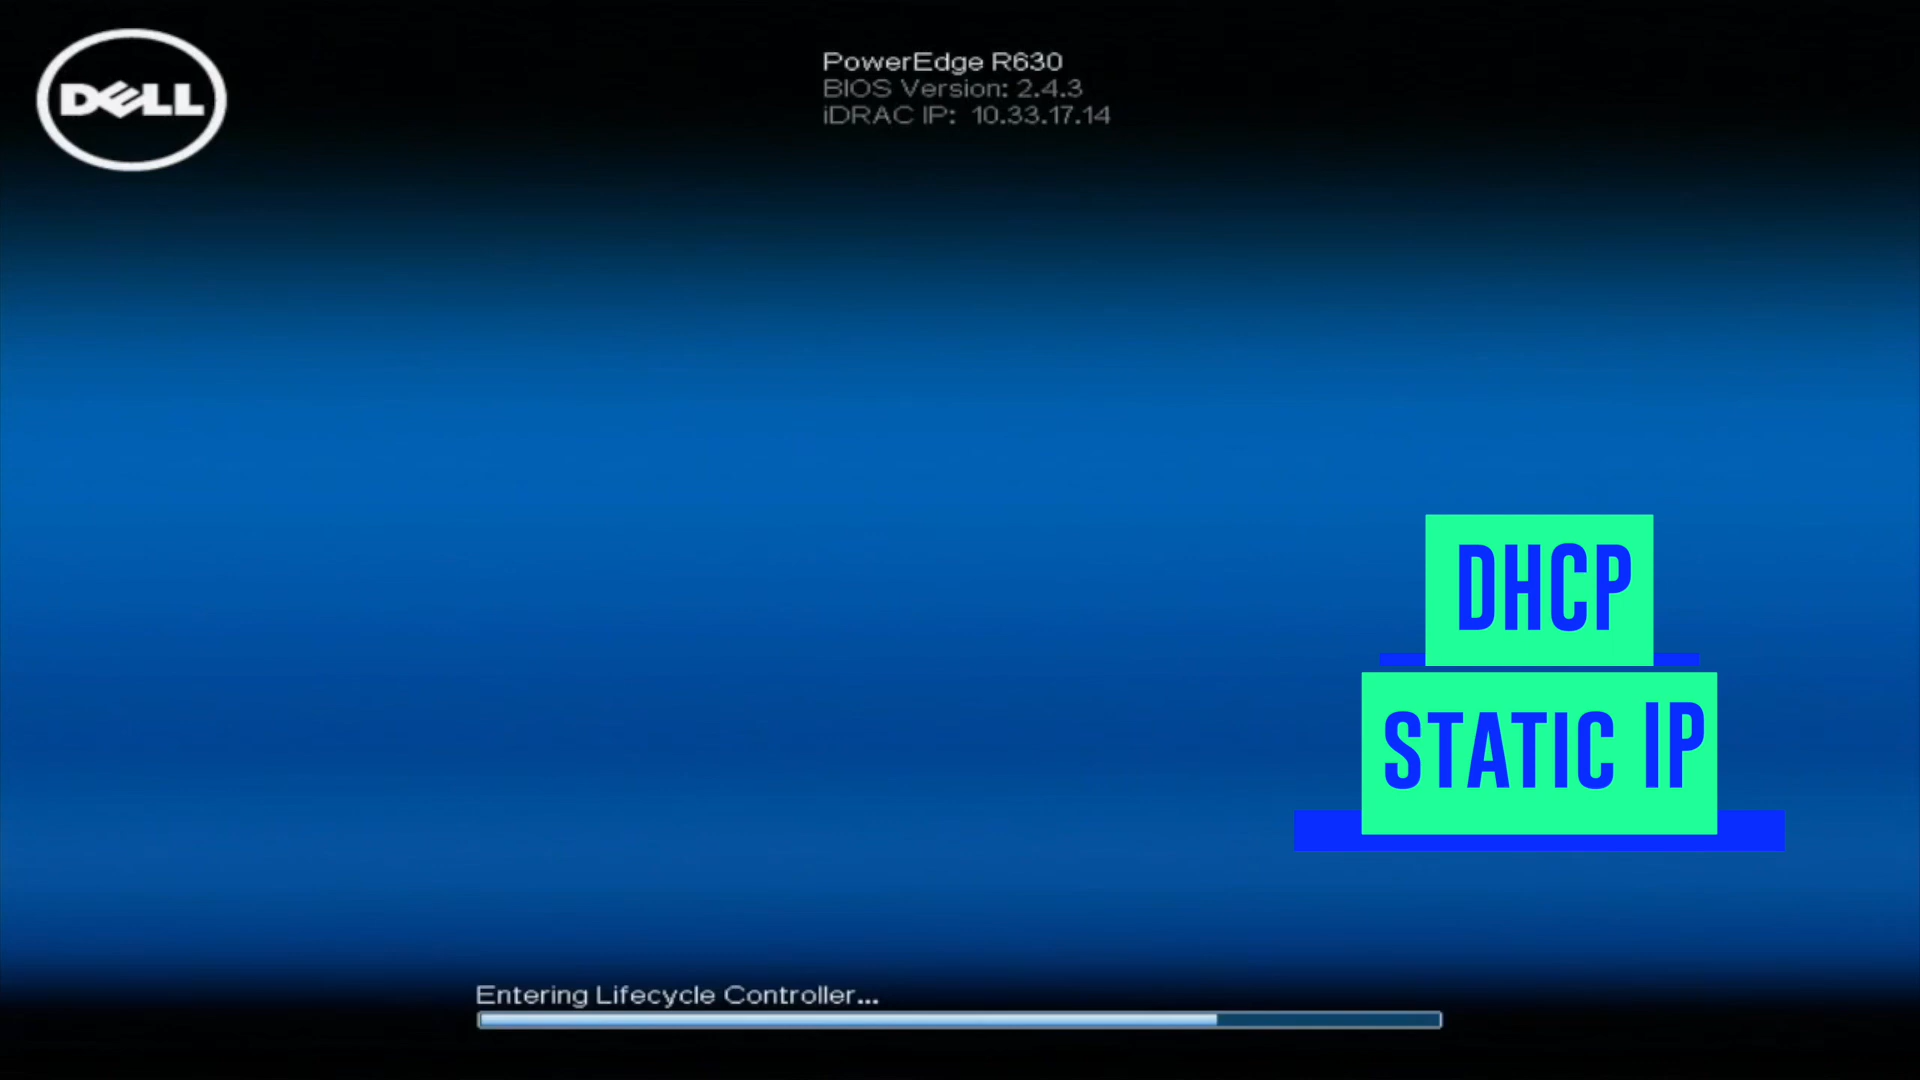 DELL
PowerEdge R630
BIOS Version: 2.4.3
iDRAC IP: 10.33.17.14
DHCP
STATIC IP
Entering Lifecycle Controller...